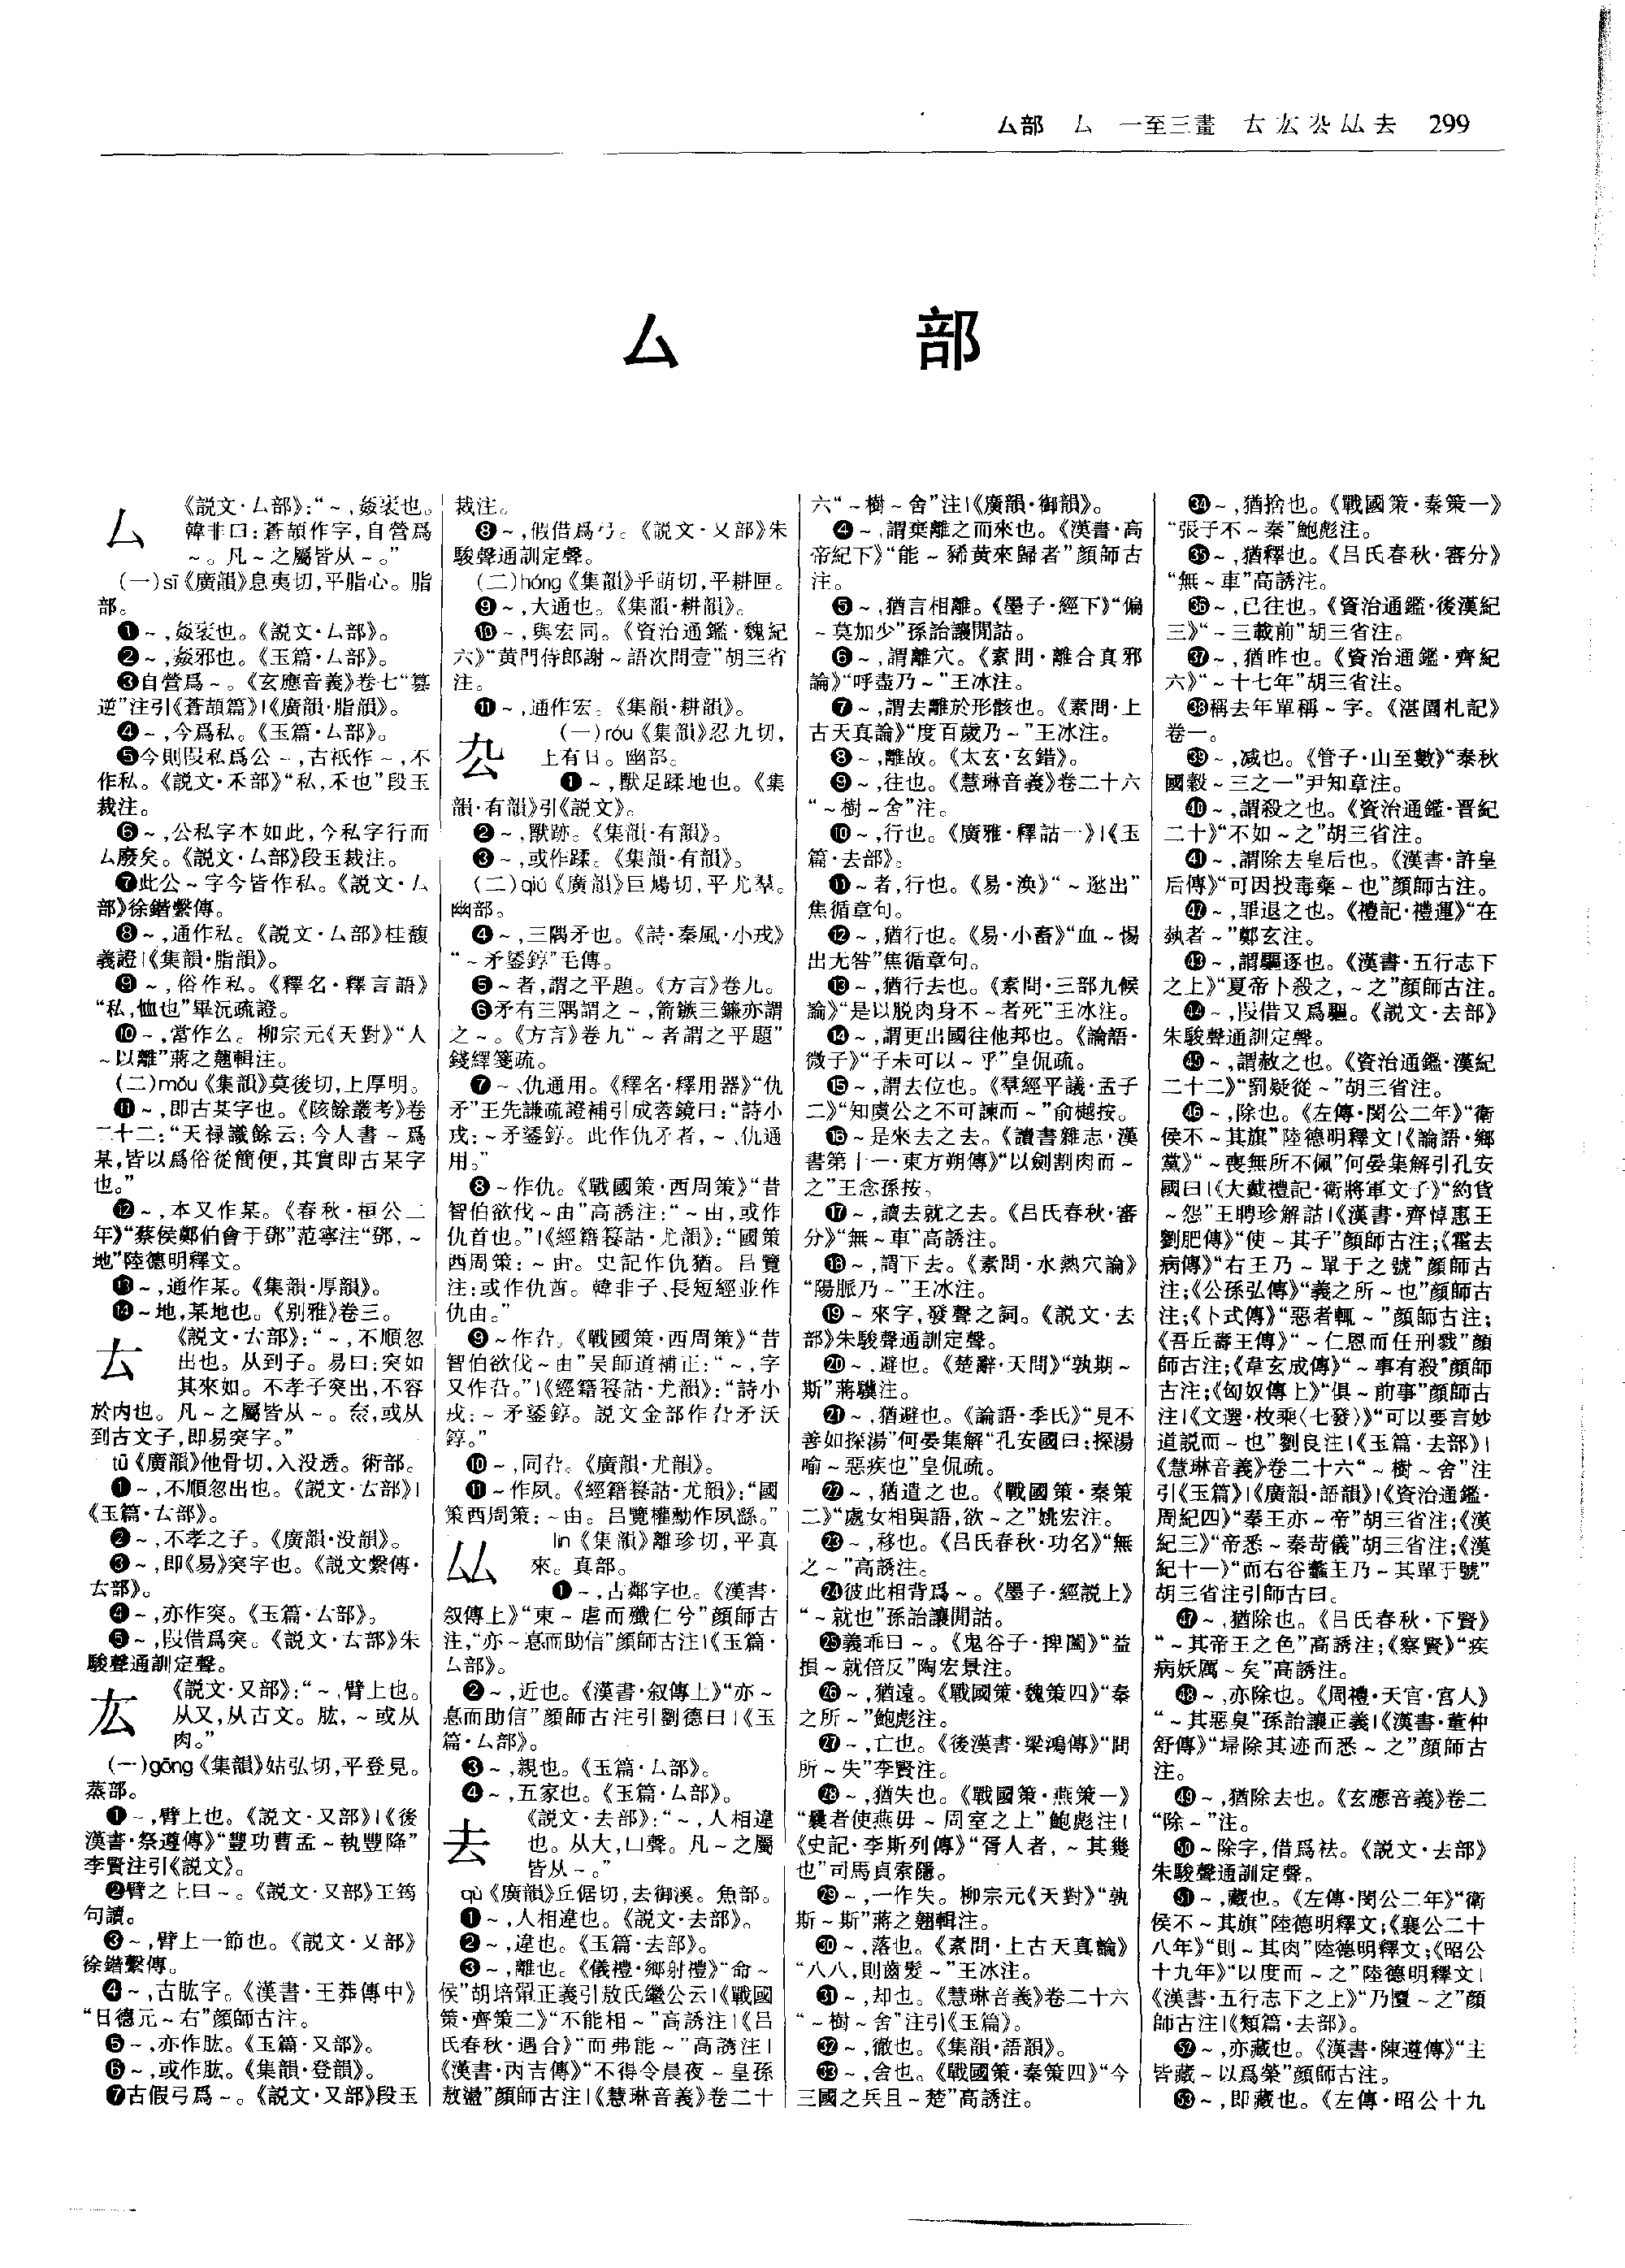 厶部 厶 一至三畫 𠫓 厷 厹 厸 去 299
厶部
厶
《説文·厶部》：“～，姦衺也。
韓非曰：蒼頡作字，自營爲
～。凡～之屬皆从～。”
（一）sī《廣韻》息夷切，平脂心。脂
部。
❶～，姦衺也。《説文·厶部》。
❷～，姦邪也。《玉篇·厶部》。
❸自營爲～。《玄應音義》卷七“篡
逆”注引《蒼頡篇》|《廣韻·脂韻》。
❹～，今爲私。《玉篇·厶部》。
❺今則叚私爲公～，古衹作～，不
作私。《説文·禾部》“私，禾也”段玉
裁注。
❻～，公私字本如此，今私字行而
厶廢矣。《説文·厶部》段玉裁注。
❼此公～字今皆作私。《説文·厶
部》徐鍇繫傳。
❽～，通作私。《説文·厶部》桂馥
義證|《集韻·脂韻》。
❾～，俗作私。《釋名·釋言語》
“私，恤也”畢沅疏證。
❿～，當作么。柳宗元《天對》“人
～以離”蔣之翹輯注。
（二）mǒu《集韻》莫後切，上厚明。
⓫～，即古某字也。《陔餘叢考》卷
二十二：“天禄識餘云：今人書～爲
某，皆以爲俗從簡便，其實即古某字
也。”
⓬～，本又作某。《春秋·桓公二
年》“蔡侯鄭伯會于鄧”范寧注“鄧，～
地”陸德明釋文。
⓭～，通作某。《集韻·厚韻》。
⓮～地，某地也。《别雅》卷三。
𠫓
《説文·𠫓部》：“～，不順忽
出也。从到子。易曰：突如
其來如。不孝子突出，不容
於内也。凡～之屬皆从～。㐬，或从
到古文子，即易突字。”
tū《廣韻》他骨切，入没透。術部。
❶～，不順忽出也。《説文·𠫓部》|
《玉篇·𠫓部》。
❷～，不孝之子。《廣韻·没韻》。
❸～，即《易》突字也。《説文繫傳·
𠫓部》。
❹～，亦作突。《玉篇·厶部》。
❺～，叚借爲突。《説文·𠫓部》朱
駿聲通訓定聲。
厷
《説文·又部》：“～，臂上也。
从又，从古文。肱，～或从
肉。”
（一）gōng《集韻》姑弘切，平登見。
蒸部。
❶～，臂上也。《説文·又部》|《後
漢書·祭遵傳》“豐功曹孟～執豐降”
李賢注引《説文》。
❷臂之上曰～。《説文·又部》王筠
句讀。
❸～，臂上一節也。《説文·又部》
徐鍇繫傳。
❹～，古肱字。《漢書·王莽傳中》
“日德元～右”顔師古注。
❺～，亦作肱。《玉篇·又部》。
❻～，或作肱。《集韻·登韻》。
❼古假弓爲～。《説文·又部》段玉
裁注。
❽～，假借爲弓。《説文·又部》朱
駿聲通訓定聲。
（二）hóng《集韻》乎萌切，平耕匣。
❾～，大通也。《集韻·耕韻》。
❿～，與宏同。《資治通鑑·魏紀
六》“黄門侍郎謝～語次問壹”胡三省
注。
⓫～，通作宏。《集韻·耕韻》。
厹
（一）róu《集韻》忍九切，
上有日。幽部。
❶～，獸足蹂地也。《集
韻·有韻》引《説文》。
❷～，獸跡。《集韻·有韻》。
❸～，或作蹂。《集韻·有韻》。
（二）qiú《廣韻》巨鳩切，平尤羣。
幽部。
❹～，三隅矛也。《詩·秦風·小戎》
“～矛鋈錞”毛傳。
❺～者，謂之平題。《方言》卷九。
❻矛有三隅謂之～，箭鏃三鐮亦謂
之～。《方言》卷九“～者謂之平題”
錢繹箋疏。
❼～、仇通用。《釋名·釋用器》“仇
矛”王先謙疏證補引成蓉鏡曰：“詩小
戎：～矛鋈錞。此作仇矛者，～、仇通
用。”
❽～作仇。《戰國策·西周策》“昔
智伯欲伐～由”高誘注：“～由，或作
仇首也。”|《經籍籑詁·尤韻》：“國策
西周策：～由。史記作仇猶。吕覽
注：或作仇酋。韓非子、長短經並作
仇由。”
❾～作厹。《戰國策·西周策》“昔
智伯欲伐～由”吴師道補正：“～，字
又作厹。”|《經籍籑詁·尤韻》：“詩小
戎：～矛鋈錞。説文金部作厹矛沃
錞。”
❿～，同厹。《廣韻·尤韻》。
⓫～作夙。《經籍籑詁·尤韻》：“國
策西周策：～由。吕覽權勳作夙繇。”
厸
lín《集韻》離珍切，平真
來。真部。
❶～，古鄰字也。《漢書·
叙傳上》“東～虐而殲仁兮”顔師古
注，“亦～惪而助信”顔師古注|《玉篇·
厶部》。
❷～，近也。《漢書·叙傳上》“亦～
惪而助信”顔師古注引劉德曰|《玉
篇·厶部》。
❸～，親也。《玉篇·厶部》。
❹～，五家也。《玉篇·厶部》。
去
《説文·去部》：“～，人相違
也。从大，凵聲。凡～之屬
皆从～。”
qù《廣韻》丘倨切，去御溪。魚部。
❶～，人相違也。《説文·去部》。
❷～，違也。《玉篇·去部》。
❸～，離也。《儀禮·鄉射禮》“命～
侯”胡培翬正義引敖氏繼公云|《戰國
策·齊策二》“不能相～”高誘注|《吕
氏春秋·遇合》“而弗能～”高誘注|
《漢書·丙吉傳》“不得令晨夜～皇孫
敖盪”顔師古注|《慧琳音義》卷二十
六“～樹～舍”注|《廣韻·御韻》。
❹～，謂棄離之而來也。《漢書·高
帝紀下》“能～豨黄來歸者”顔師古
注。
❺～，猶言相離。《墨子·經下》“偏
～莫加少”孫詒讓閒詁。
❻～，謂離穴。《素問·離合真邪
論》“呼盡乃～”王冰注。
❼～，謂去離於形骸也。《素問·上
古天真論》“度百歲乃～”王冰注。
❽～，離故。《太玄·玄錯》。
❾～，往也。《慧琳音義》卷二十六
“～樹～舍”注。
❿～，行也。《廣雅·釋詁一》|《玉
篇·去部》。
⓫～者，行也。《易·涣》“～逖出”
焦循章句。
⓬～，猶行也。《易·小畜》“血～惕
出无咎”焦循章句。
⓭～，猶行去也。《素問·三部九候
論》“是以脱肉身不～者死”王冰注。
⓮～，謂更出國往他邦也。《論語·
微子》“子未可以～乎”皇侃疏。
⓯～，謂去位也。《羣經平議·孟子
二》“知虞公之不可諫而～”俞樾按。
⓰～是來去之去。《讀書雜志·漢
書第十一·東方朔傳》“以劍割肉而～
之”王念孫按。
⓱～，讀去就之去。《吕氏春秋·審
分》“無～車”高誘注。
⓲～，謂下去。《素問·水熱穴論》
“陽脈乃～”王冰注。
⓳～來字，發聲之詞。《説文·去
部》朱駿聲通訓定聲。
⓴～，避也。《楚辭·天問》“孰期～
斯”蔣驥注。
㉑～，猶避也。《論語·季氏》“見不
善如探湯”何晏集解“孔安國曰：探湯
喻～惡疾也”皇侃疏。
㉒～，猶遣之也。《戰國策·秦策
二》“處女相與語，欲～之”姚宏注。
㉓～，移也。《吕氏春秋·功名》“無
之～”高誘注。
㉔彼此相背爲～。《墨子·經説上》
“～就也”孫詒讓閒詁。
㉕義乖曰～。《鬼谷子·捭闔》“益
損～就倍反”陶宏景注。
㉖～，猶遠。《戰國策·魏策四》“秦
之所～”鮑彪注。
㉗～，亡也。《後漢書·梁鴻傳》“問
所～失”李賢注。
㉘～，猶失也。《戰國策·燕策一》
“曩者使燕毋～周室之上”鮑彪注|
《史記·李斯列傳》“胥人者，～其幾
也”司馬貞索隱。
㉙～，一作失。柳宗元《天對》“孰
斯～斯”蔣之翹輯注。
㉚～，落也。《素問·上古天真論》
“八八，則齒髮～”王冰注。
㉛～，却也。《慧琳音義》卷二十六
“～樹～舍”注引《玉篇》。
㉜～，徹也。《集韻·語韻》。
㉝～，舍也。《戰國策·秦策四》“今
三國之兵且～楚”高誘注。
㉞～，猶捨也。《戰國策·秦策一》
“張子不～秦”鮑彪注。
㉟～，猶釋也。《吕氏春秋·審分》
“無～車”高誘注。
㊱～，已往也。《資治通鑑·後漢紀
三》“～三載前”胡三省注。
㊲～，猶昨也。《資治通鑑·齊紀
六》“～十七年”胡三省注。
㊳稱去年單稱～字。《湛園札記》
卷一。
㊴～，减也。《管子·山至數》“泰秋
國穀～三之一”尹知章注。
㊵～，謂殺之也。《資治通鑑·晋紀
二十》“不如～之”胡三省注。
㊶～，謂除去皇后也。《漢書·許皇
后傳》“可因投毒藥～也”顔師古注。
㊷～，罪退之也。《禮記·禮運》“在
埶者～”鄭玄注。
㊸～，謂驅逐也。《漢書·五行志下
之上》“夏帝卜殺之，～之”顔師古注。
㊹～，叚借又爲驅。《説文·去部》
朱駿聲通訓定聲。
㊺～，謂赦之也。《資治通鑑·漢紀
二十二》“罰疑從～”胡三省注。
㊻～，除也。《左傳·閔公二年》“衛
侯不～其旗”陸德明釋文|《論語·鄉
黨》“～喪無所不佩”何晏集解引孔安
國曰|《大戴禮記·衛將軍文子》“約貨
～怨”王聘珍解詁|《漢書·齊悼惠王
劉肥傳》“使～其子”顔師古注；《霍去
病傳》“右王乃～單于之號”顔師古
注；《公孫弘傳》“義之所～也”顔師古
注；《卜式傳》“惡者輒～”顔師古注；
《吾丘壽王傳》“～仁恩而任刑戮”顔
師古注；《韋玄成傳》“～事有殺”顔師
古注；《匈奴傳上》“俱～前事”顔師古
注|《文選·枚乘〈七發〉》“可以要言妙
道説而～也”劉良注|《玉篇·去部》|
《慧琳音義》卷二十六“～樹～舍”注
引《玉篇》|《廣韻·語韻》|《資治通鑑·
周紀四》“秦王亦～帝”胡三省注；《漢
紀三》“帝悉～秦苛儀”胡三省注；《漢
紀十一》“而右谷蠡王乃～其單于號”
胡三省注引師古曰。
㊼～，猶除也。《吕氏春秋·下賢》
“～其帝王之色”高誘注；《察賢》“疾
病妖厲～矣”高誘注。
㊽～，亦除也。《周禮·天官·宫人》
“～其惡臭”孫詒讓正義|《漢書·董仲
舒傳》“埽除其迹而悉～之”顔師古
注。
㊾～，猶除去也。《玄應音義》卷二
“除～”注。
㊿～除字，借爲袪。《説文·去部》
朱駿聲通訓定聲。
51～，藏也。《左傳·閔公二年》“衛
侯不～其旗”陸德明釋文；《襄公二十
八年》“則～其肉”陸德明釋文；《昭公
十九年》“以度而～之”陸德明釋文|
《漢書·五行志下之上》“乃匵～之”顔
師古注|《類篇·去部》。
52～，亦藏也。《漢書·陳遵傳》“主
皆藏～以爲榮”顔師古注。
53～，即藏也。《左傳·昭公十九